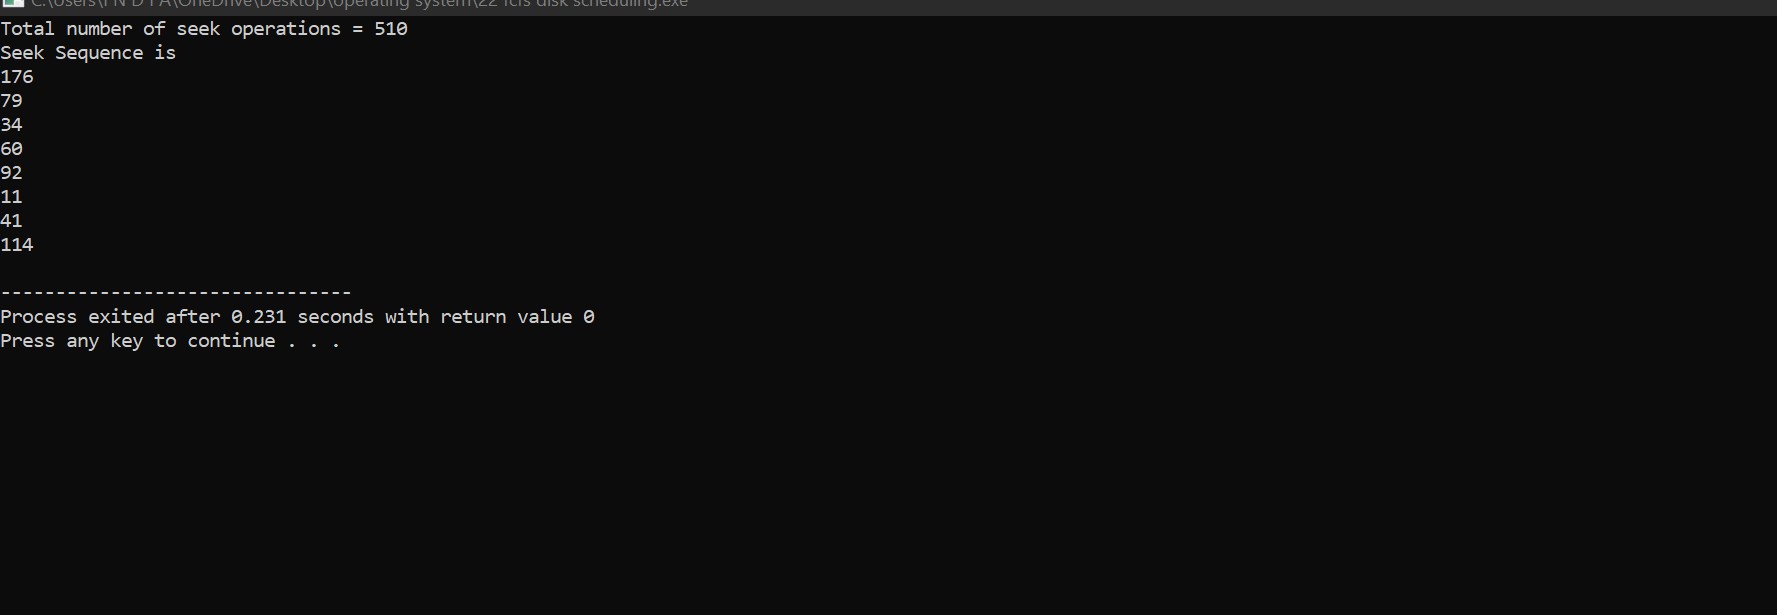 C:\Users\I N D I A\OneDrive\Desktop\operating system\22 fcfs disk scheduling.exe
Total number of seek operations = 510
Seek Sequence is
176
79
34
60
92
11
41
114
--------------------------------
Process exited after 0.231 seconds with return value 0
Press any key to continue . . .